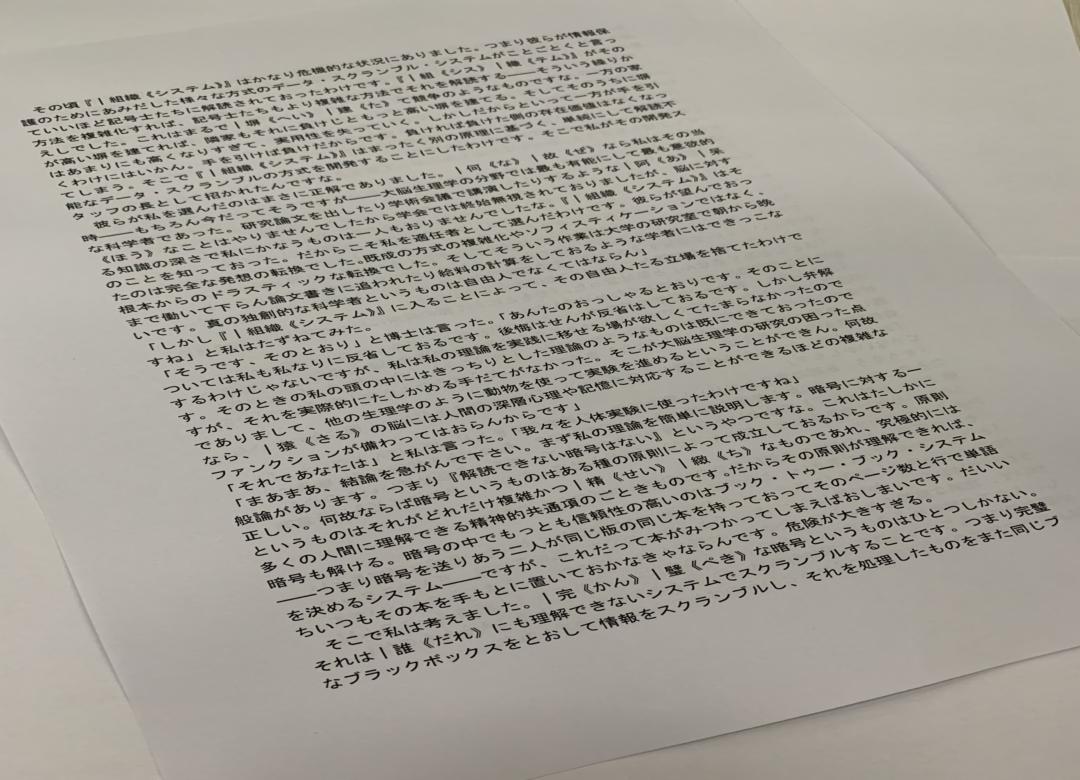 その頃『｜組織《システム》』はかなり危機的な状況にありました。つまり彼らが情報保
護のためにあみだした様々な方式のデータ・スクランブル・システムがことごとくと言っ
ていいほど記号士たちに解読されておったわけです。『｜組《シス》｜織《テム》』がその
方法を複雑化すれば、記号士たちもより複雑な方法でそれを解読する――そういう繰りか
えしでした。これはまるで｜塀《へい》｜建《た》て競争のようなものですな。一方の家
が高い塀を建てれば、隣家もそれに負けじともっと高い塀を建てる。そしてそのうちに塀
はあまりにも高くなりすぎて、実用性を失っていく。しかしだからといって一方が手を引
くわけにはいかん。手を引けば負けだからです。負ければ負けた側の存在価値はなくなっ
てしまう。そこで『｜組織《システム》』はまったく別の原理に基づく、単純にして解読不
能なデータ・スクランブルの方式を開発することにしたわけです。そこで私がその開発ス
タッフの長として招かれたんですな。
　彼らが私を選んだのはまさに正解でありました。｜何《な》｜故《ぜ》なら私はその当
時――もちろん今だってそうですが――大脳生理学の分野では最も有能にして最も意欲的
な科学者であった。研究論文を出したり学術会議で講演したりするような｜阿《あ》｜呆
《ほう》なことはやりませんでしたから学会では終始無視されておりましたが、脳に対す
る知識の深さで私にかなうものは一人もおりませんでしたな。『｜組織《システム》』はそ
のことを知っておった。だからこそ私を適任者として選んだわけです。彼らが望んでおっ
たのは完全な発想の転換でした。既成の方式の複雑化やソフィスティケーションではなく、
根本からのドラスティックな転換でした。そしてそういう作業は大学の研究室で朝から晩
まで働いて下らん論文書きに追われたり給料の計算をしておるような学者にはできっこな
いです。真の独創的な科学者というものは自由人でなくてはならん」
「しかし『｜組織《システム》』に入ることによって、その自由人たる立場を捨てたわけで
すね」と私はたずねてみた。
「そうです、そのとおり」と博士は言った。「あんたのおっしゃるとおりです。そのことに
ついては私も私なりに反省しておるです。後悔はせんが反省はしておるです。しかし弁解
するわけじゃないですが、私は私の理論を実践に移せる場が欲しくてたまらなかったので
す。そのときの私の頭の中にはきっちりとした理論のようなものは既にできておったので
すが、それを実際的にたしかめる手だてがなかった。そこが大脳生理学の研究の困った点
でありまして、他の生理学のように動物を使って実験を進めるということができん。何故
なら、｜猿《さる》の脳には人間の深層心理や記憶に対応することができるほどの複雑な
ファンクションが備わってはおらんからです」
「それであなたは」と私は言った。「我々を人体実験に使ったわけですね」
「まあまあ、結論を急がんで下さい。まず私の理論を簡単に説明します。暗号に対する一
般論があります。つまり『解読できない暗号はない』というやつですな。これはたしかに
正しい。何故ならば暗号というものはある種の原則によって成立しておるからです。原則
というものはそれがどれだけ複雑かつ｜精《せい》｜緻《ち》なものであれ、究極的には
多くの人間に理解できる精神的共通項のごときものです。だからその原則が理解できれば、
暗号も解ける。暗号の中でもっとも信頼性の高いのはブック・トゥー・ブック・システム
――つまり暗号を送りあう二人が同じ版の同じ本を持っておってそのページ数と行で単語
を決めるシステム――ですが、これだって本がみつかってしまえばおしまいです。だいい
ちいつもその本を手もとに置いておかなきゃならんです。危険が大きすぎる。
　そこで私は考えました。｜完《かん》｜璧《ぺき》な暗号というものはひとつしかない。
それは｜誰《だれ》にも理解できないシステムでスクランブルすることです。つまり完璧
なブラックボックスをとおして情報をスクランブルし、それを処理したものをまた同じブ